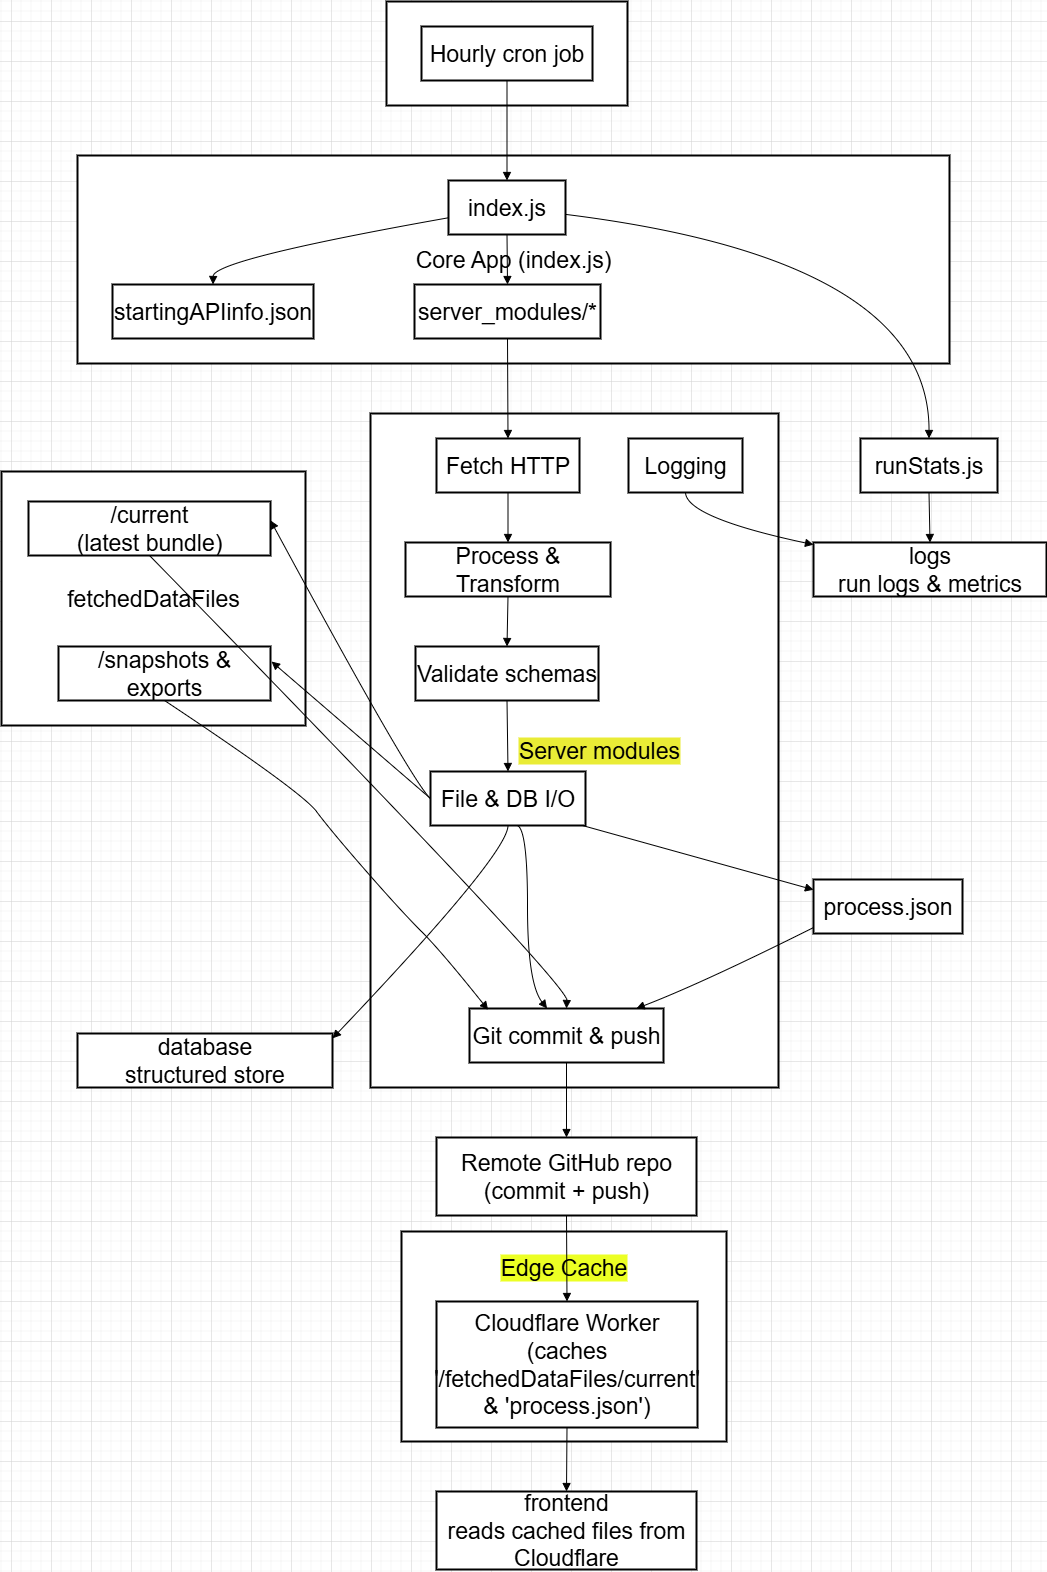 Hourly cron job
index.js
Core App (index.js)
startingAPIinfo.json
server_modules/*
Fetch HTTP
Logging
runStats.js
/current
(latest bundle)
Process &
Transform
logs
run logs & metrics
fetchedDataFiles
/snapshots &
exports
Validate schemas
Server modules
File & DB I/O
process.json
Git commit & push
database
structured store
Remote GitHub repo
(commit + push)
Edge Cache
Cloudflare Worker
(caches
'/fetchedDataFiles/current'
& 'process.json')
frontend
reads cached files from
Cloudflare